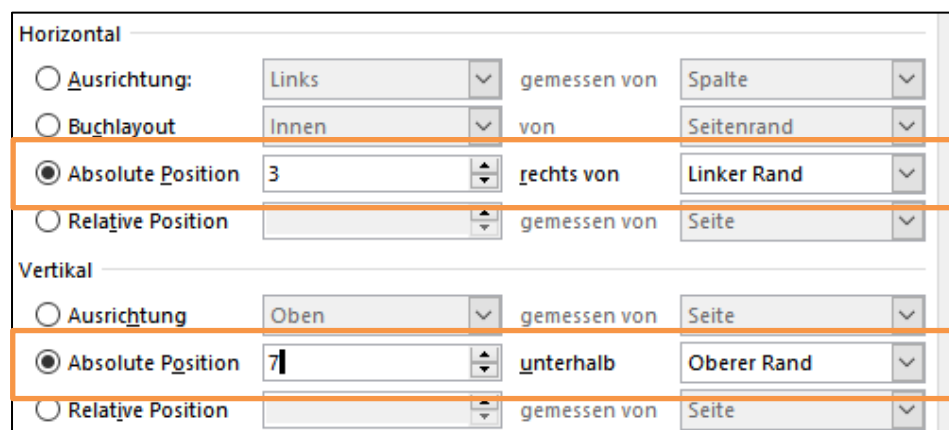 Horizontal
Ausrichtung: Links gemessen von Spalte
Buchlayout Innen von Seitenrand
Absolute Position 3 rechts von Linker Rand
Relative Position gemessen von Seite
Vertikal
Ausrichtung Oben gemessen von Seite
Absolute Position 7 unterhalb Oberer Rand
Relative Position gemessen von Seite